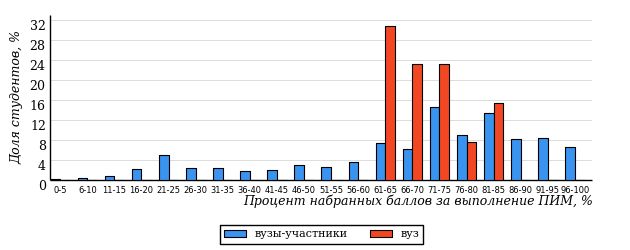 Доля студентов, %
32
28
24
20
16
12
8
4
0
0-5 6-10 11-15 16-20 21-25 26-30 31-35 36-40 41-45 46-50 51-55 56-60 61-65 66-70 71-75 76-80 81-85 86-90 91-95 96-100
Процент набранных баллов за выполнение ПИМ, %
вузы-участники вуз